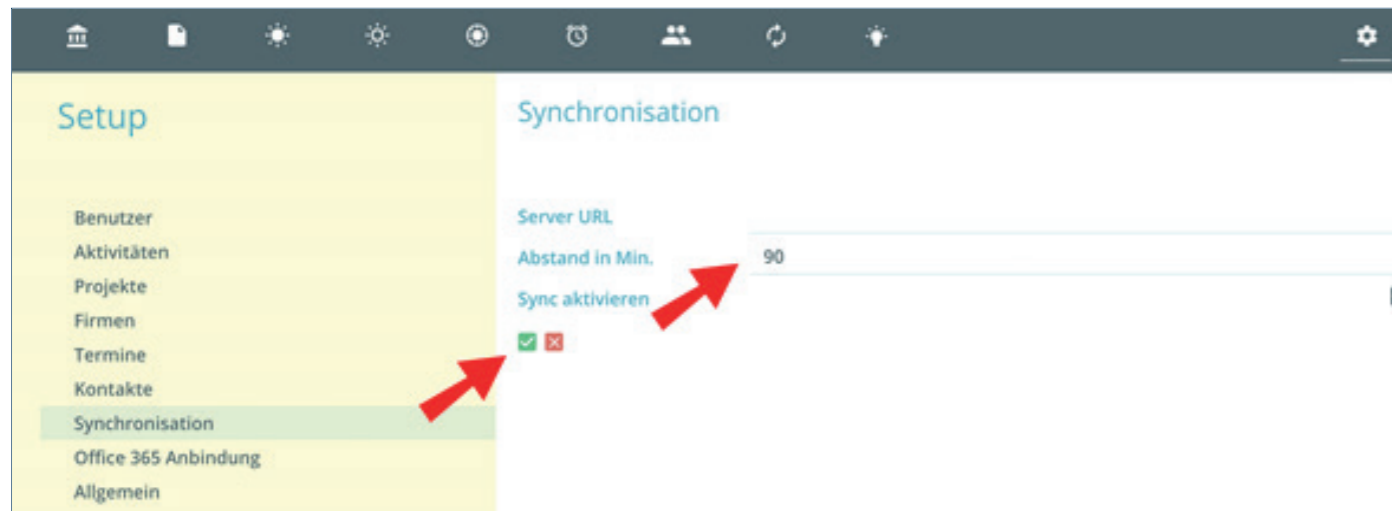 Setup
Benutzer
Aktivitäten
Projekte
Firmen
Termine
Kontakte
Synchronisation
Office 365 Anbindung
Allgemein
Synchronisation
Server URL
Abstand in Min. 90
Sync aktivieren